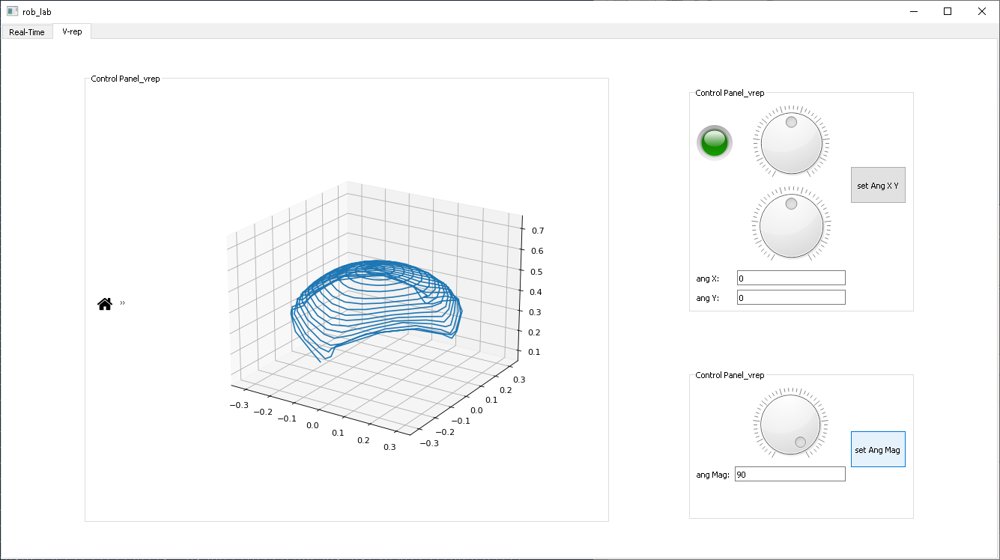 rob_lab
Real-Time
V-rep
Control Panel_vrep
0.7
0.6
0.5
0.4
0.3
0.2
0.1
−0.3
−0.2
−0.1
0.0
0.1
0.2
0.3
−0.3
−0.2
−0.1
0.0
0.1
0.2
0.3
»
Control Panel_vrep
set Ang X Y
ang X: 0
ang Y: 0
Control Panel_vrep
set Ang Mag
ang Mag: 90